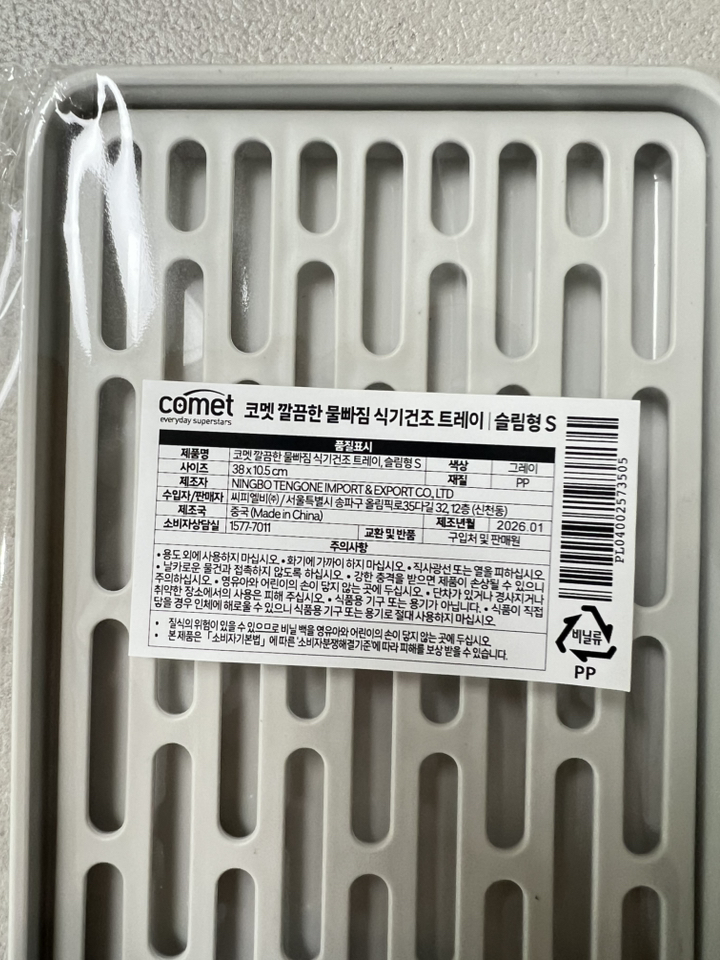 comet
everyday superstars
코멧 깔끔한 물빠짐 식기건조 트레이 | 슬림형 S
품질표시
제품명 코멧 깔끔한 물빠짐 식기건조 트레이, 슬림형 S 색상 그레이
사이즈 38 x 10.5 cm 재질 PP
제조자 NINGBO TENGONE IMPORT & EXPORT CO., LTD
수입자/판매자 씨피엘비㈜ / 서울특별시 송파구 올림픽로35다길 32, 12층 (신천동)
제조국 중국 (Made in China) 제조년월 2026.01
소비자상담실 1577-7011 교환 및 반품 구입처 및 판매원
주의사항
• 용도 외에 사용하지 마십시오. • 화기에 가까이 하지 마십시오. • 직사광선 또는 열을 피하십시오.
• 날카로운 물건과 접촉하지 않도록 하십시오. • 강한 충격을 받으면 제품이 손상될 수 있으니
주의하십시오. • 영유아와 어린이의 손이 닿지 않는 곳에 두십시오. • 단차가 있거나 경사지거나
취약한 장소에서의 사용은 피해 주십시오. • 식품용 기구 또는 용기가 아닙니다. • 식품이 직접
닿을 경우 인체에 해로울 수 있으니 식품용 기구 또는 용기로 절대 사용하지 마십시오.
• 질식의 위험이 있을 수 있으므로 비닐 백을 영유아와 어린이의 손이 닿지 않는 곳에 두십시오.
• 본 제품은 「소비자기본법」에 따른 '소비자분쟁해결기준'에 따라 피해를 보상 받을 수 있습니다.
PL04002573505
비닐류
PP